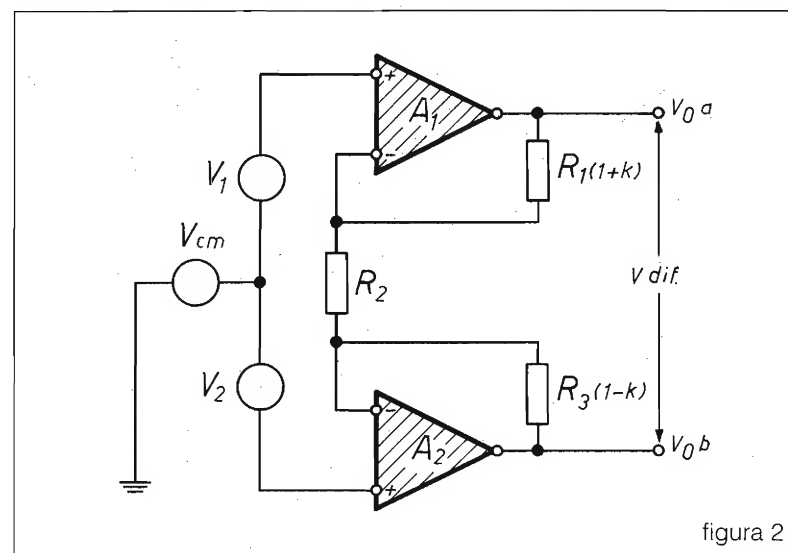 +
A1
-
V0 a
R1(1+k)
V1
Vcm
R2
V dif.
V2
R3(1-k)
-
A2
+
V0 b
figura 2